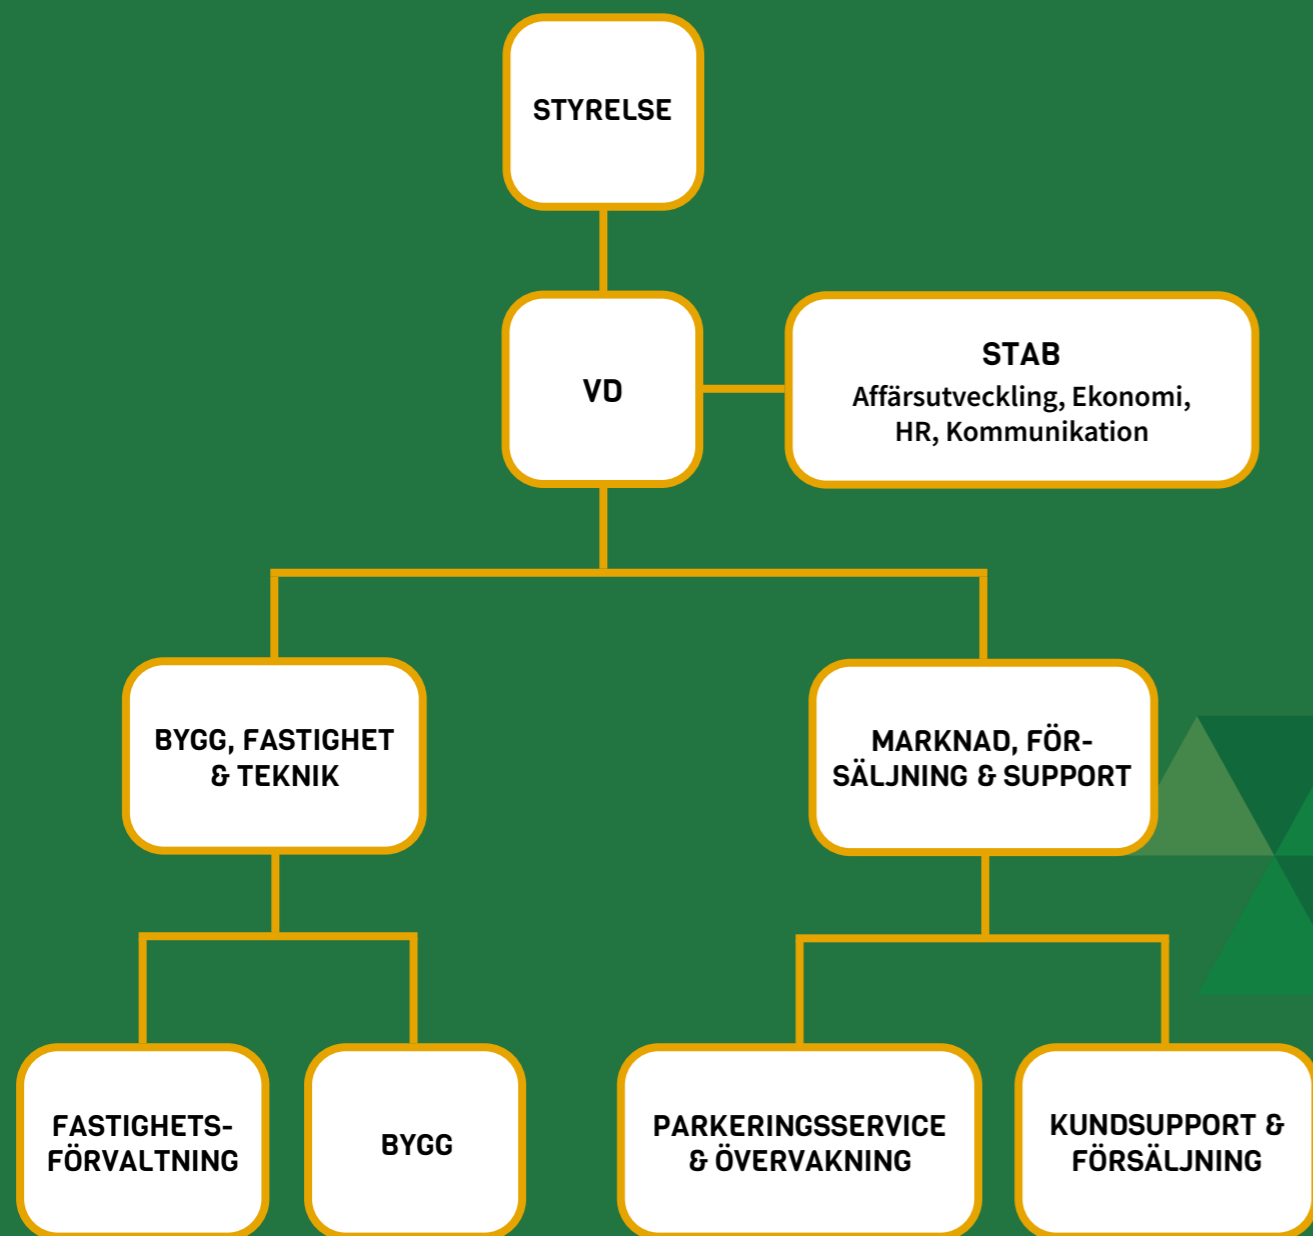 STYRELSE
VD
STAB
Affärsutveckling, Ekonomi,
HR, Kommunikation
BYGG, FASTIGHET
& TEKNIK
MARKNAD, FÖR-
SÄLJNING & SUPPORT
FASTIGHETS-
FÖRVALTNING
BYGG
PARKERINGSSERVICE
& ÖVERVAKNING
KUNDSUPPORT &
FÖRSÄLJNING